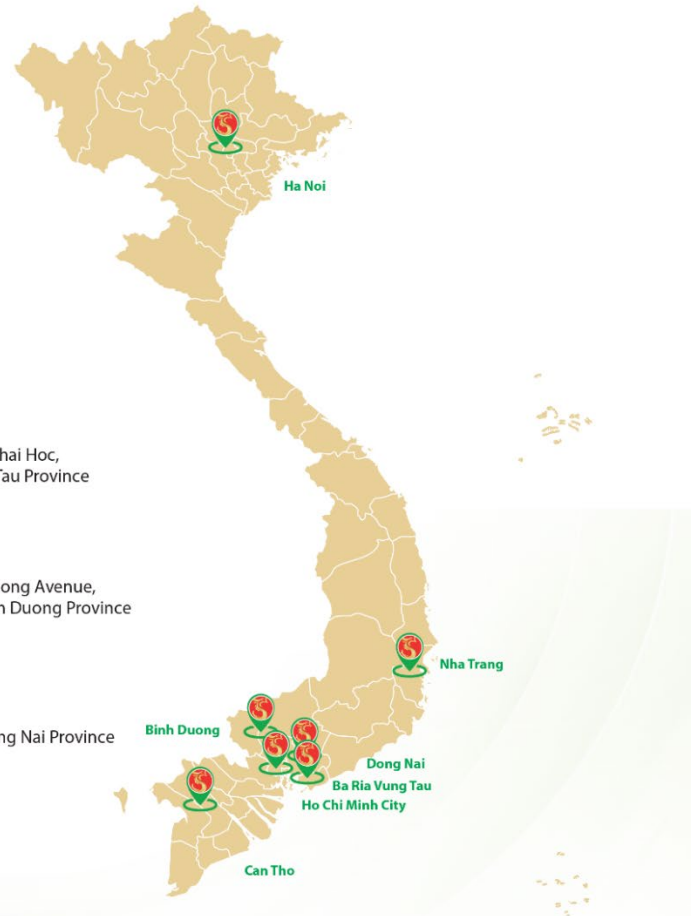 Ha Noi
hai Hoc,
Tau Province
ong Avenue,
Duong Province
Nha Trang
Binh Duong
ng Nai Province
Dong Nai
Ba Ria Vung Tau
Ho Chi Minh City
Can Tho